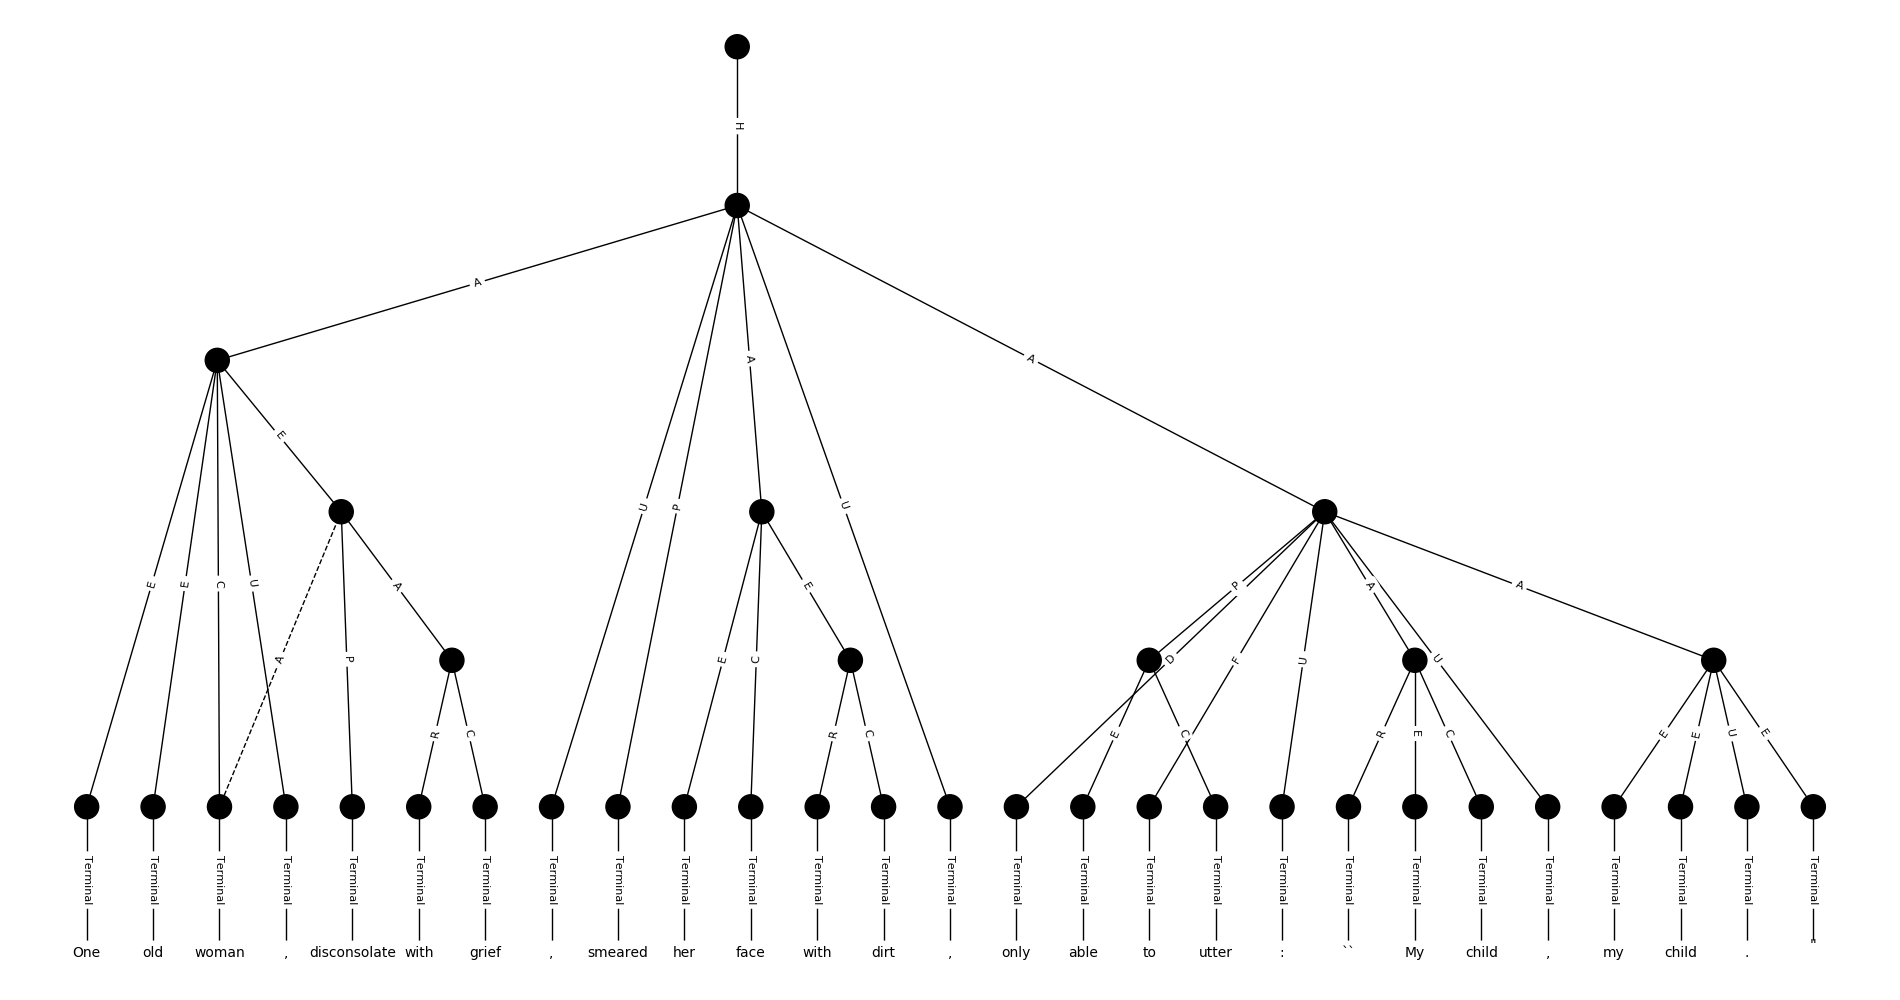 H
A
A
A
E
U
P
U
E
E
C
U
P
A
A
A
E
A
P
E
C
D
F
U
U
R
C
R
C
E
C
R
E
C
E
E
U
E
Terminal Terminal Terminal Terminal Terminal Terminal Terminal Terminal Terminal Terminal Terminal Terminal Terminal Terminal Terminal Terminal Terminal Terminal Terminal Terminal Terminal Terminal Terminal Terminal Terminal Terminal Terminal
One old woman , disconsolate with grief , smeared her face with dirt , only able to utter : `` My child , my child . "